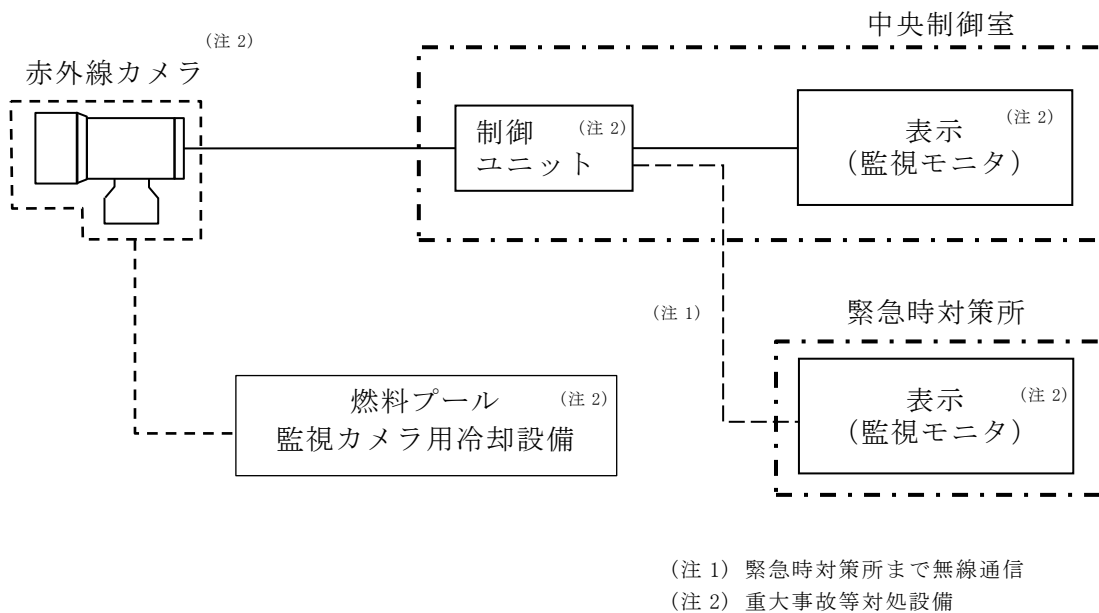 中央制御室
(注 2)
赤外線カメラ
制御 (注 2)
ユニット
表示 (注 2)
(監視モニタ)
(注 1)
緊急時対策所
燃料プール (注 2)
監視カメラ用冷却設備
表示 (注 2)
(監視モニタ)
(注 1) 緊急時対策所まで無線通信
(注 2) 重大事故等対処設備